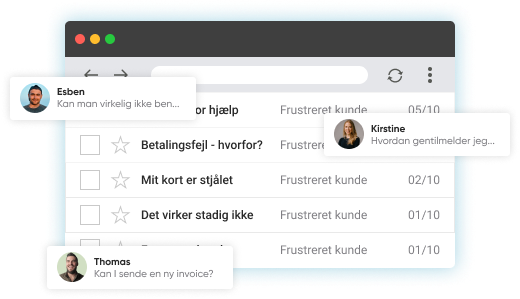 Esben
Kan man virkelig ikke ben...
or hjælp Frustreret kunde 05/10
Kirstine
Hvordan gentilmelder jeg...
Betalingsfejl - hvorfor? Frustreret kunde
Mit kort er stjålet Frustreret kunde 02/10
Det virker stadig ikke Frustreret kunde 01/10
Frustreret kunde 01/10
Thomas
Kan I sende en ny invoice?